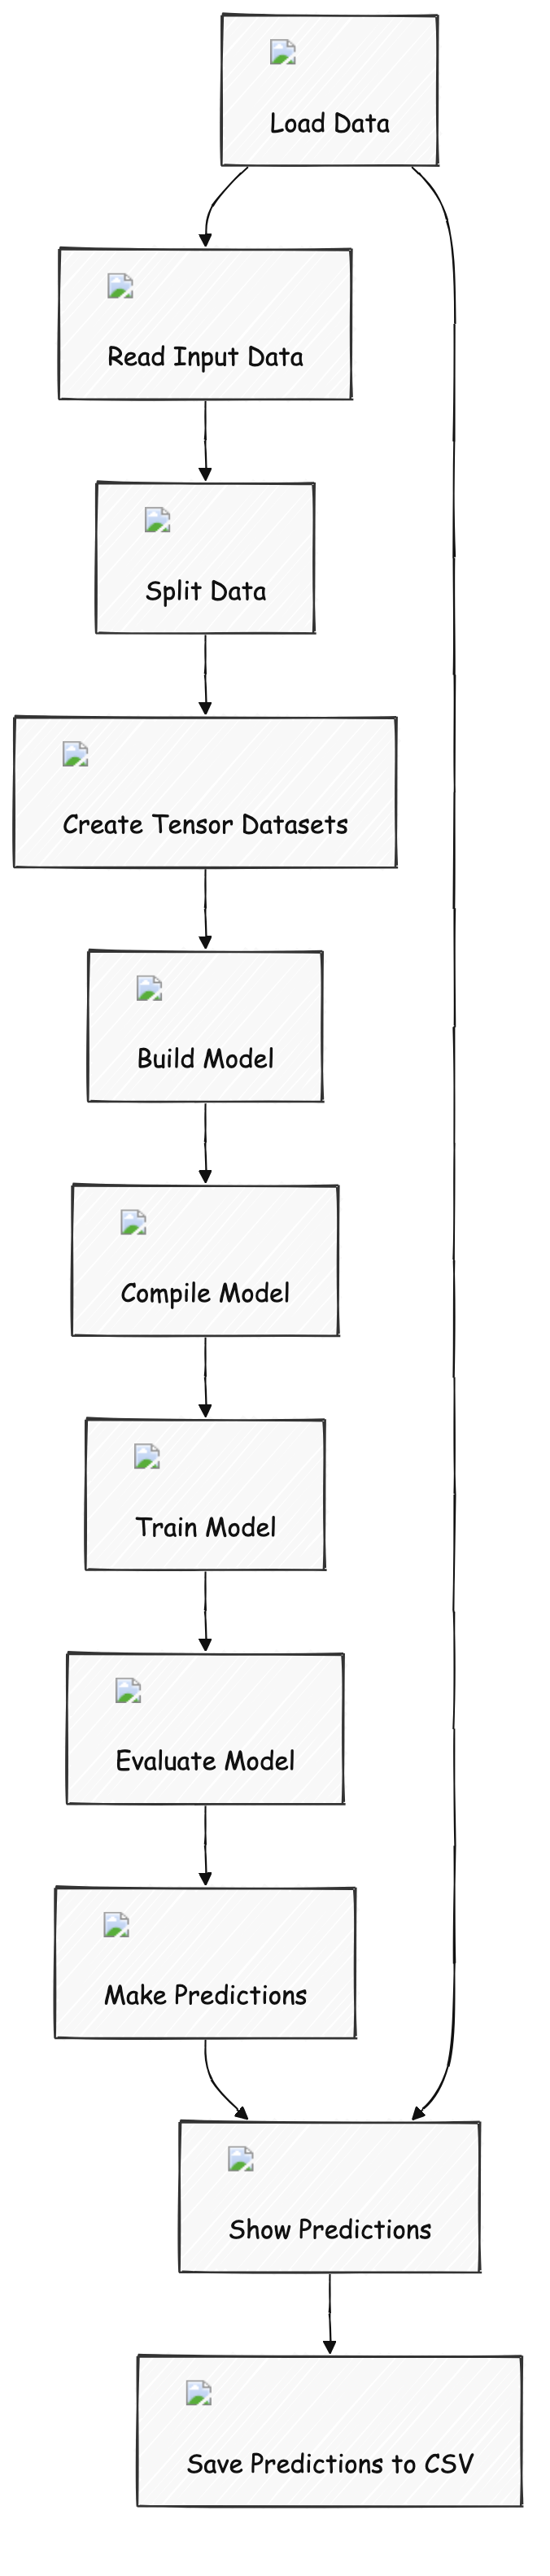 Load Data
Read Input Data
Split Data
Create Tensor Datasets
Build Model
Compile Model
Train Model
Evaluate Model
Make Predictions
Show Predictions
Save Predictions to CSV